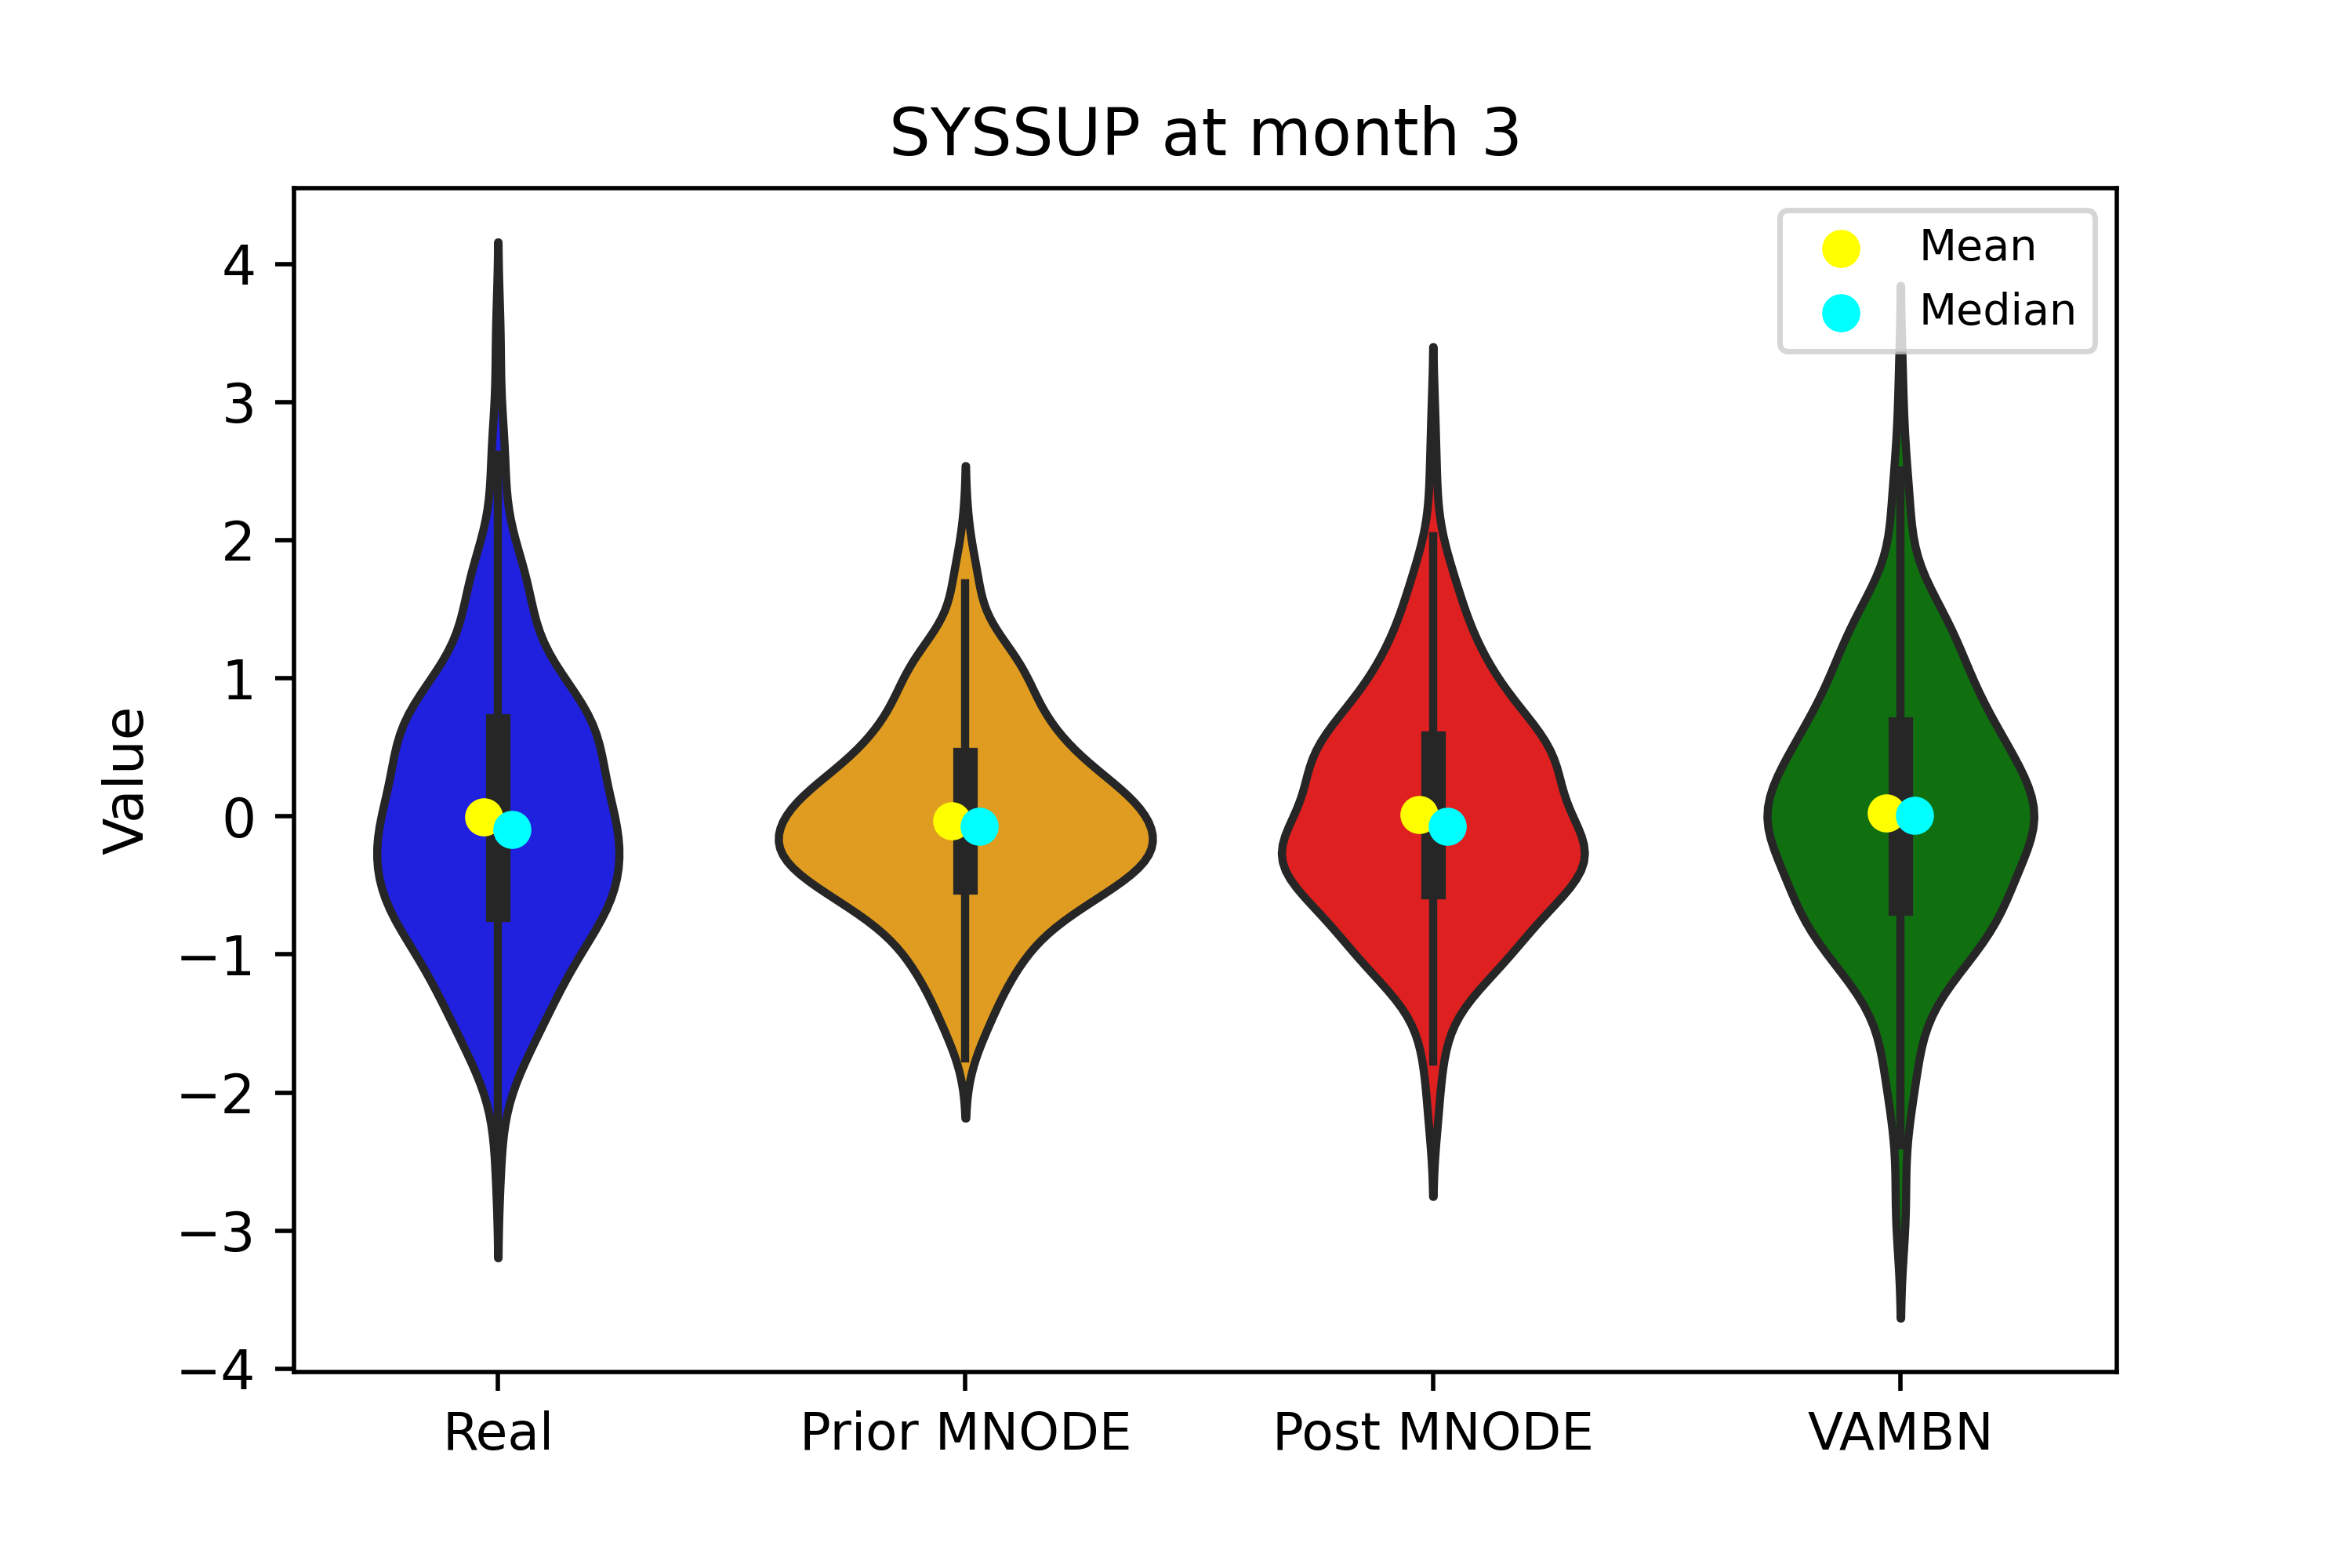 SYSSUP at month 3
Mean
Median
Value
4
3
2
1
0
−1
−2
−3
−4
Real
Prior MNODE
Post MNODE
VAMBN